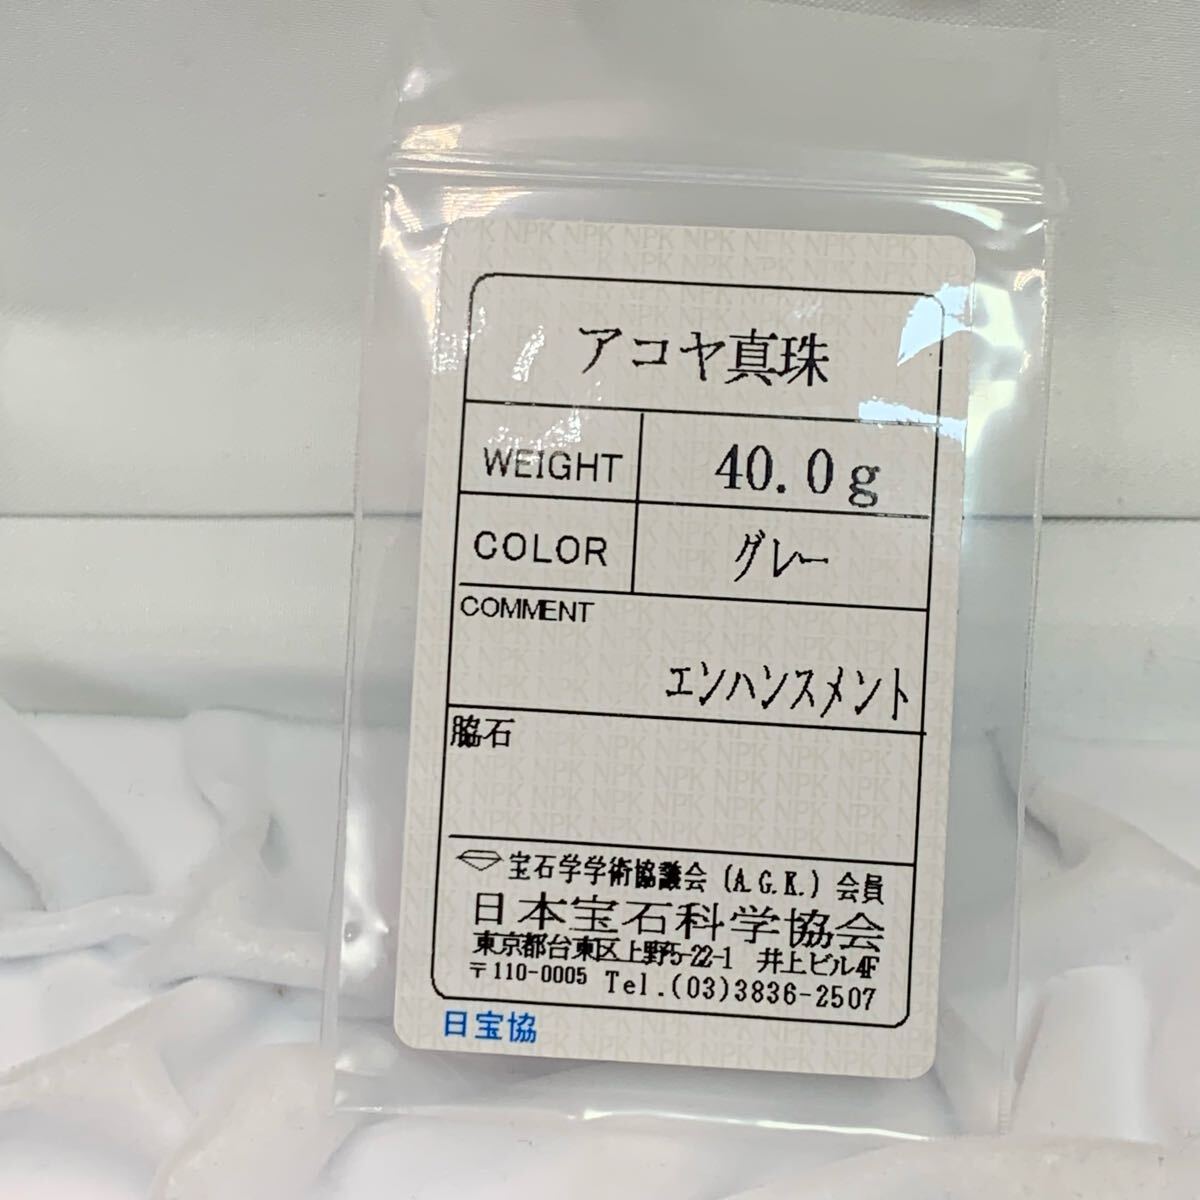 アコヤ真珠
WEIGHT 40.0g
COLOR グレー
COMMENT
エンハンスメント
脇石
宝石学学術協議会(A.G.K.)会員
日本宝石科学協会
東京都台東区上野5-22-1 井上ビル4F
〒110-0005 Tel.(03)3836-2507
日宝協